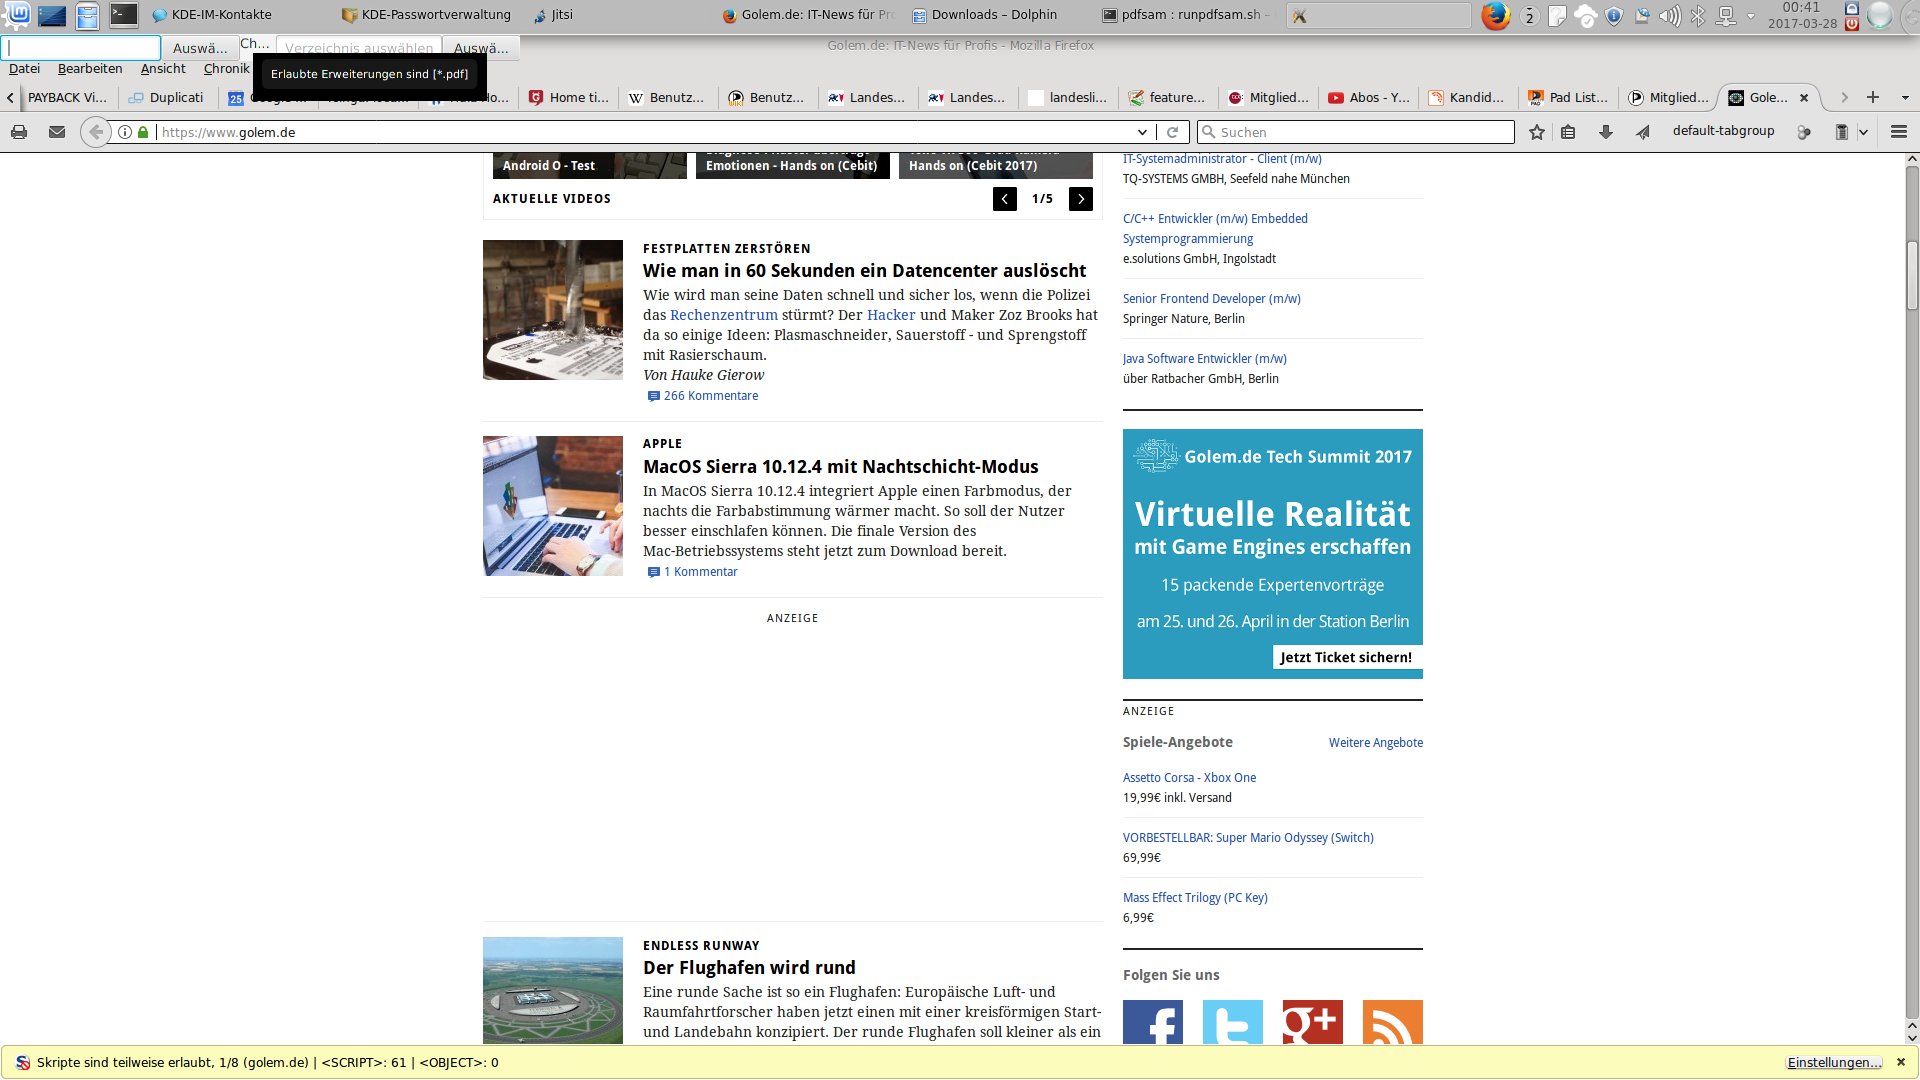 KDE-IM-Kontakte
KDE-Passwortverwaltung
Jitsi
Golem.de: IT-News für Pr
Downloads – Dolphin
pdfsam : runpdfsam.sh –
2
00:41
2017-03-28
Auswä...
Ch...
Verzeichnis auswählen
Auswä...
Golem.de: IT-News für Profis - Mozilla Firefox
Datei
Bearbeiten
Ansicht
Chronik
Erlaubte Erweiterungen sind [*.pdf]
PAYBACK Vi...
Duplicati
25
Home ti...
Benutz...
Benutz...
Landes...
Landes...
landesli...
feature...
Mitglied...
Abos - Y...
Kandid...
Pad List...
Mitglied...
Gole...
https://www.golem.de
Suchen
default-tabgroup
Android O - Test
Emotionen - Hands on (Cebit)
Hands on (Cebit 2017)
AKTUELLE VIDEOS
1/5
FESTPLATTEN ZERSTÖREN
Wie man in 60 Sekunden ein Datencenter auslöscht
Wie wird man seine Daten schnell und sicher los, wenn die Polizei
das Rechenzentrum stürmt? Der Hacker und Maker Zoz Brooks hat
da so einige Ideen: Plasmaschneider, Sauerstoff - und Sprengstoff
mit Rasierschaum.
Von Hauke Gierow
266 Kommentare
APPLE
MacOS Sierra 10.12.4 mit Nachtschicht-Modus
In MacOS Sierra 10.12.4 integriert Apple einen Farbmodus, der
nachts die Farbabstimmung wärmer macht. So soll der Nutzer
besser einschlafen können. Die finale Version des
Mac-Betriebssystems steht jetzt zum Download bereit.
1 Kommentar
ANZEIGE
ENDLESS RUNWAY
Der Flughafen wird rund
Eine runde Sache ist so ein Flughafen: Europäische Luft- und
Raumfahrtforscher haben jetzt einen mit einer kreisförmigen Start-
und Landebahn konzipiert. Der runde Flughafen soll kleiner als ein
IT-Systemadministrator - Client (m/w)
TQ-SYSTEMS GMBH, Seefeld nahe München
C/C++ Entwickler (m/w) Embedded
Systemprogrammierung
e.solutions GmbH, Ingolstadt
Senior Frontend Developer (m/w)
Springer Nature, Berlin
Java Software Entwickler (m/w)
über Ratbacher GmbH, Berlin
Golem.de Tech Summit 2017
Virtuelle Realität
mit Game Engines erschaffen
15 packende Expertenvorträge
am 25. und 26. April in der Station Berlin
Jetzt Ticket sichern!
ANZEIGE
Spiele-Angebote
Weitere Angebote
Assetto Corsa - Xbox One
19,99€ inkl. Versand
VORBESTELLBAR: Super Mario Odyssey (Switch)
69,99€
Mass Effect Trilogy (PC Key)
6,99€
Folgen Sie uns
Skripte sind teilweise erlaubt, 1/8 (golem.de) | <SCRIPT>: 61 | <OBJECT>: 0
Einstellungen...